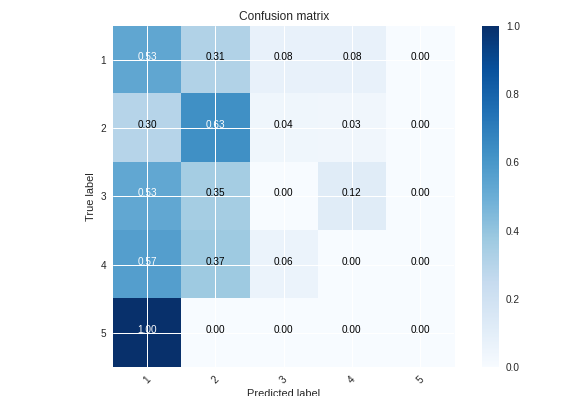 Confusion matrix
True label
1 0.53 0.31 0.08 0.08 0.00
2 0.30 0.63 0.04 0.03 0.00
3 0.53 0.35 0.00 0.12 0.00
4 0.57 0.37 0.06 0.00 0.00
5 1.00 0.00 0.00 0.00 0.00
1 2 3 4 5
Predicted label
1.0
0.8
0.6
0.4
0.2
0.0